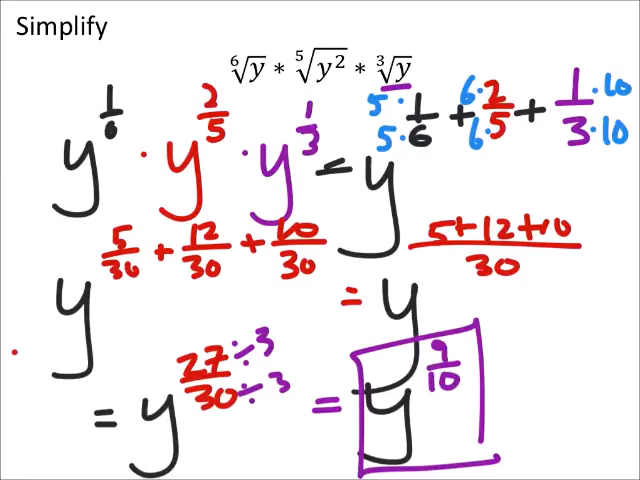 Simplify
⁶√y * ⁵√y² * ³√y
y^(1/6) · y^(2/5) · y^(1/3) = y^(5·1/5·6 + 6·2/6·5 + 1·10/3·10)
y^(5/30 + 12/30 + 10/30) = y^((5+12+10)/30)
= y^(27÷3/30÷3) = y^(9/10)